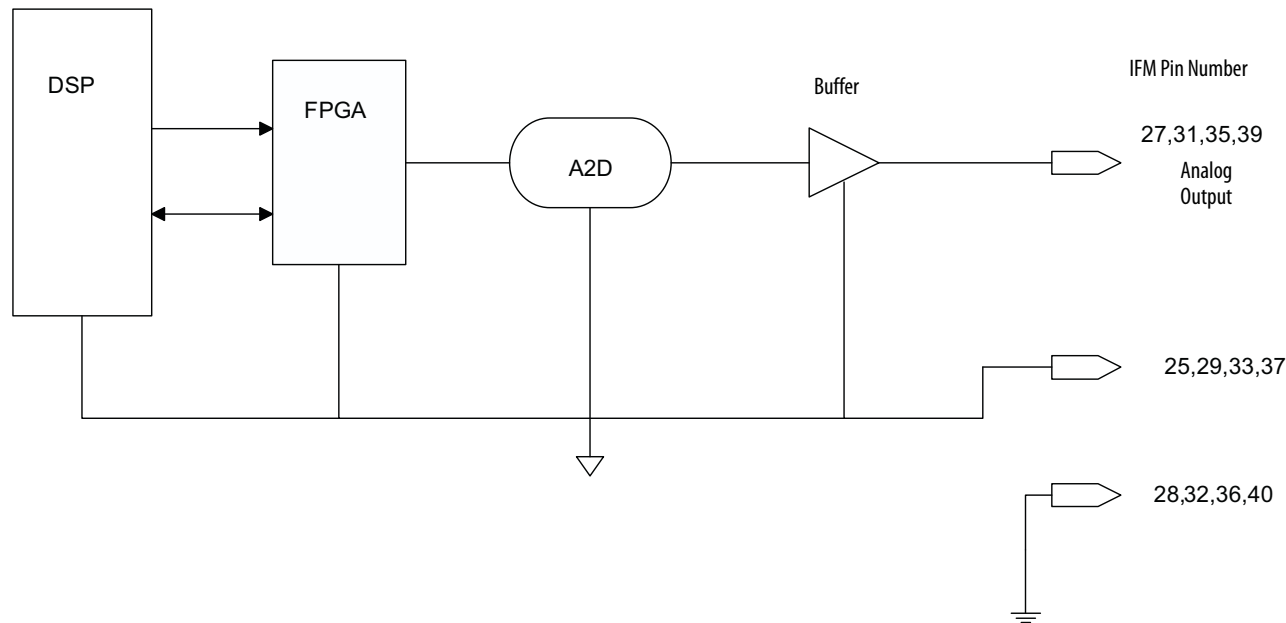 DSP
FPGA
A2D
Buffer
IFM Pin Number
27,31,35,39
Analog
Output
25,29,33,37
28,32,36,40